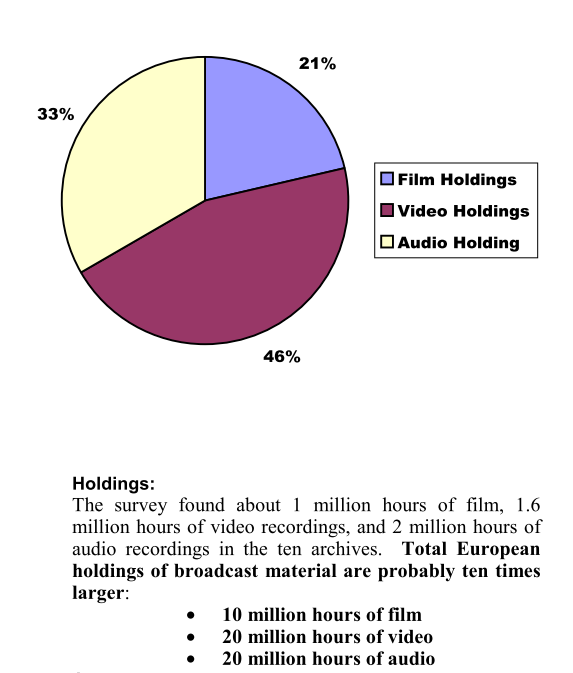 21%
33%
Film Holdings
Video Holdings
Audio Holding
46%
Holdings:
The survey found about 1 million hours of film, 1.6
million hours of video recordings, and 2 million hours of
audio recordings in the ten archives. Total European
holdings of broadcast material are probably ten times
larger:
• 10 million hours of film
• 20 million hours of video
• 20 million hours of audio